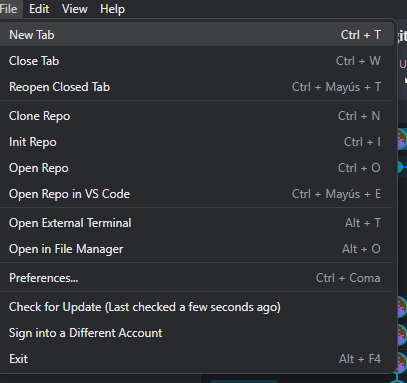 File Edit View Help
New Tab Ctrl + T
Close Tab Ctrl + W
Reopen Closed Tab Ctrl + Mayús + T
Clone Repo Ctrl + N
Init Repo Ctrl + I
Open Repo Ctrl + O
Open Repo in VS Code Ctrl + Mayús + E
Open External Terminal Alt + T
Open in File Manager Alt + O
Preferences... Ctrl + Coma
Check for Update (Last checked a few seconds ago)
Sign into a Different Account
Exit Alt + F4